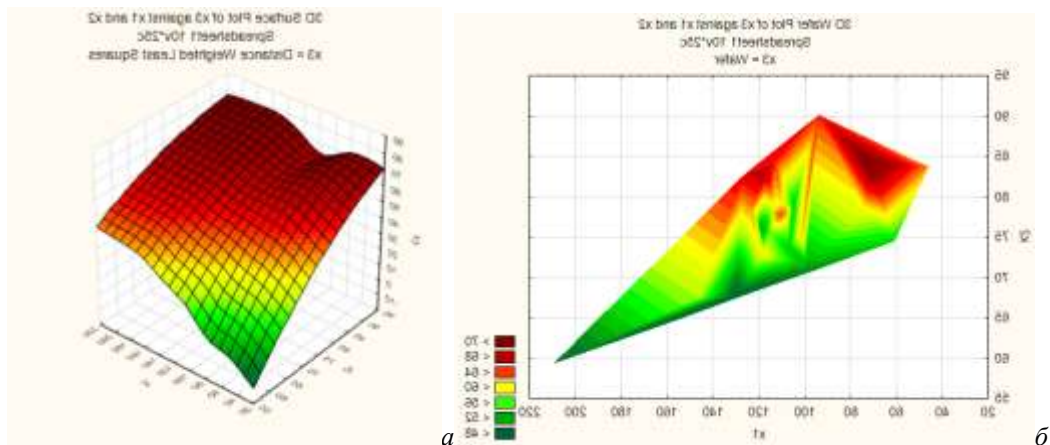 3D Surface Plot of x3 against x1 and x2
Spreadsheet1 10v*25c
x3 = Distance Weighted Least Squares
а
3D Wafer Plot of x3 against x1 and x2
Spreadsheet1 10v*25c
x3 = Wafer
95
90
85
80
75
70
65
60
55
x2
20 40 60 80 100 120 140 160 180 200 220
x1
> 70
< 68
< 64
< 60
< 56
< 52
< 48
б